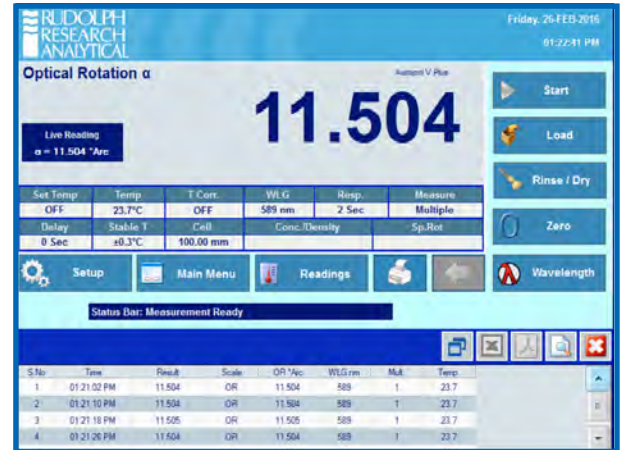 RUDOLPH
RESEARCH
ANALYTICAL
Friday, 26-FEB-2016
01:22:41 PM
Optical Rotation α
Autopol V Plus
11.504
Live Reading
α = 11.504 °Arc
Start
Load
Rinse / Dry
Zero
Wavelength
Set Temp Temp T Corr. WLG Resp. Measure
OFF 23.7°C OFF 589 nm 2 Sec Multiple
Delay Stable T Cell Conc./Density Sp.Rot
0 Sec ±0.3°C 100.00 mm
Setup Main Menu Readings
Status Bar: Measurement Ready
S.No Time Result Scale OR °Arc WLG nm Mult. Temp
1 01:21:02 PM 11.504 OR 11.504 589 1 23.7
2 01:21:10 PM 11.504 OR 11.504 589 1 23.7
3 01:21:18 PM 11.505 OR 11.505 589 1 23.7
4 01:21:26 PM 11.504 OR 11.504 589 1 23.7